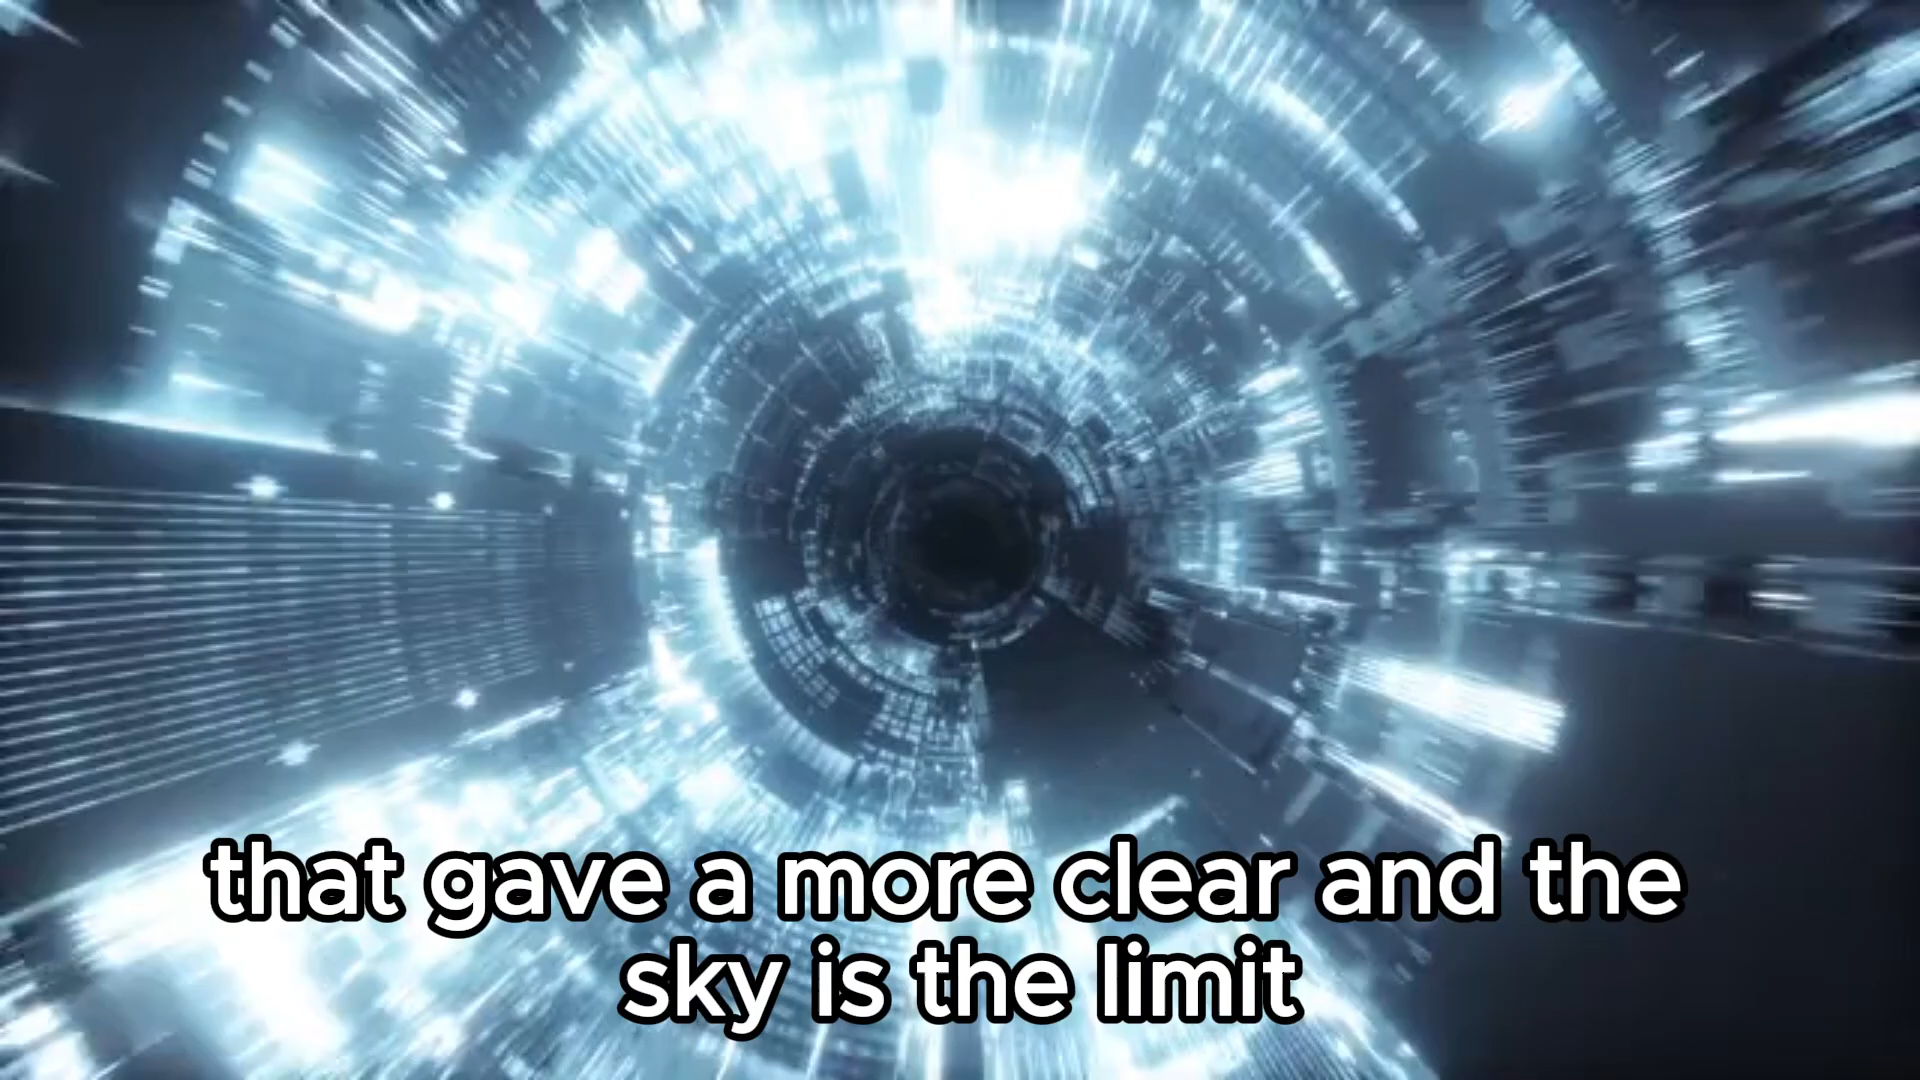 that gave a more clear and the
sky is the limit